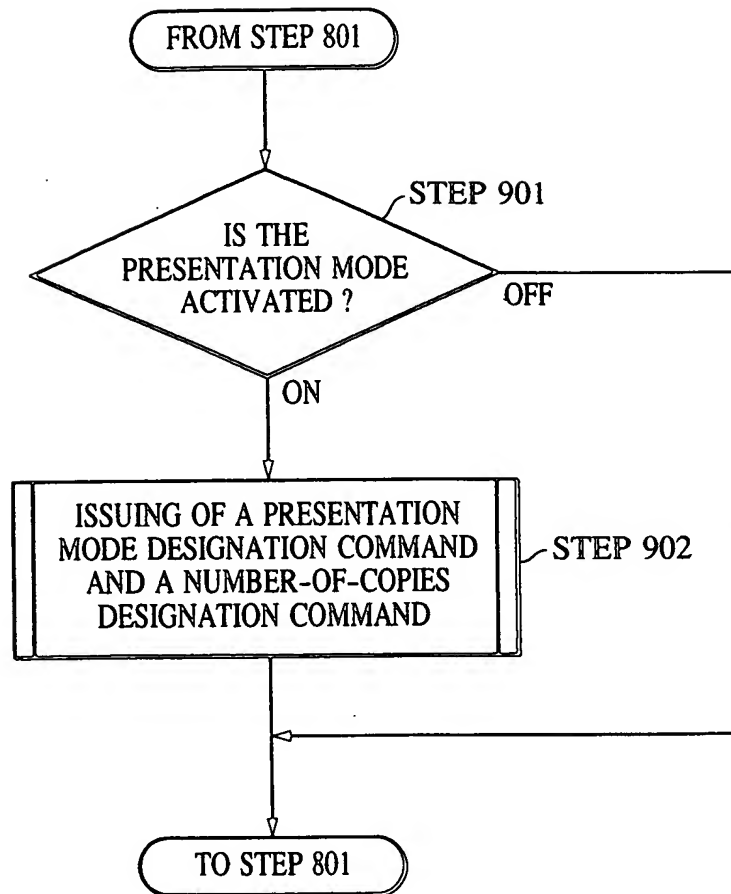 FROM STEP 801
STEP 901
IS THE
PRESENTATION MODE
ACTIVATED ?
OFF
ON
ISSUING OF A PRESENTATION
MODE DESIGNATION COMMAND
AND A NUMBER-OF-COPIES
DESIGNATION COMMAND
STEP 902
TO STEP 801